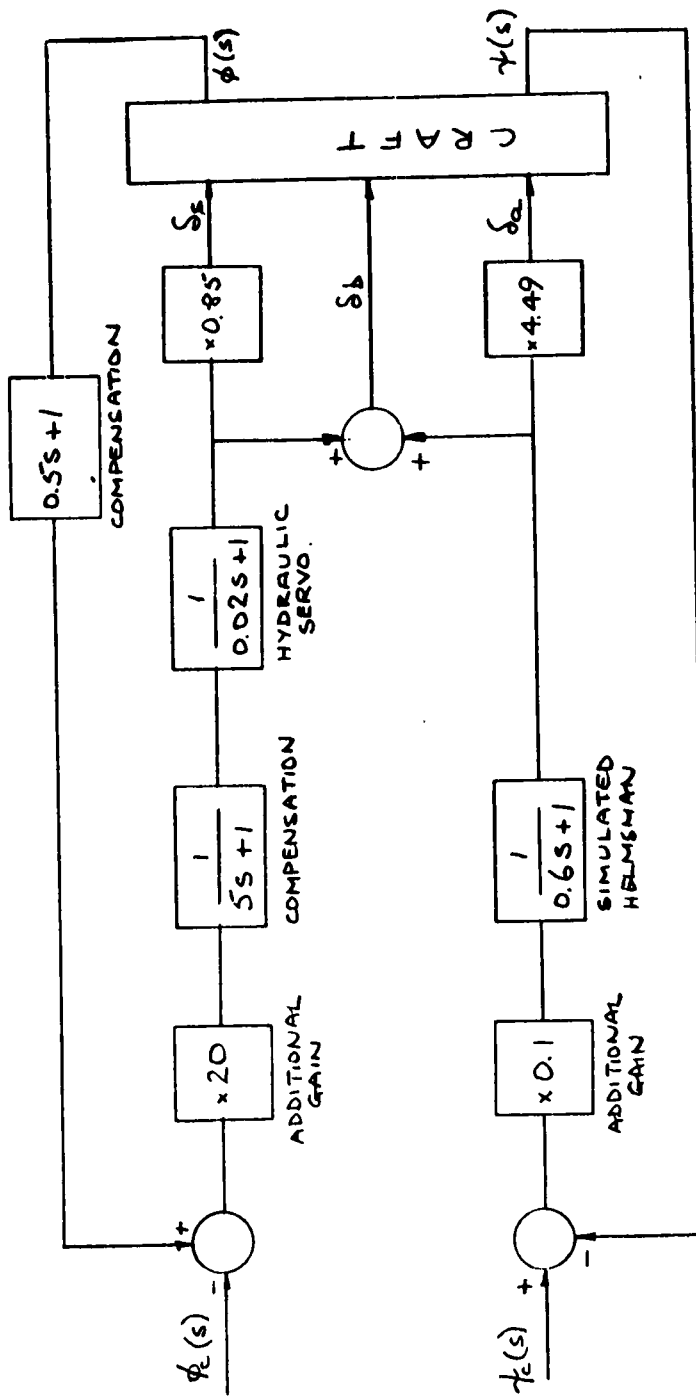 0.5s+1
COMPENSATION
ϕc(s)
-
+
×20
ADDITIONAL
GAIN
1
5s+1
COMPENSATION
1
0.02s+1
HYDRAULIC
SERVO.
×0.85
δs
ϕ(s)
+
+
δb
CRAFT
ψc(s)
+
-
×0.1
ADDITIONAL
GAIN
1
0.6s+1
SIMULATED
HELMSMAN
×4.49
δa
ψ(s)